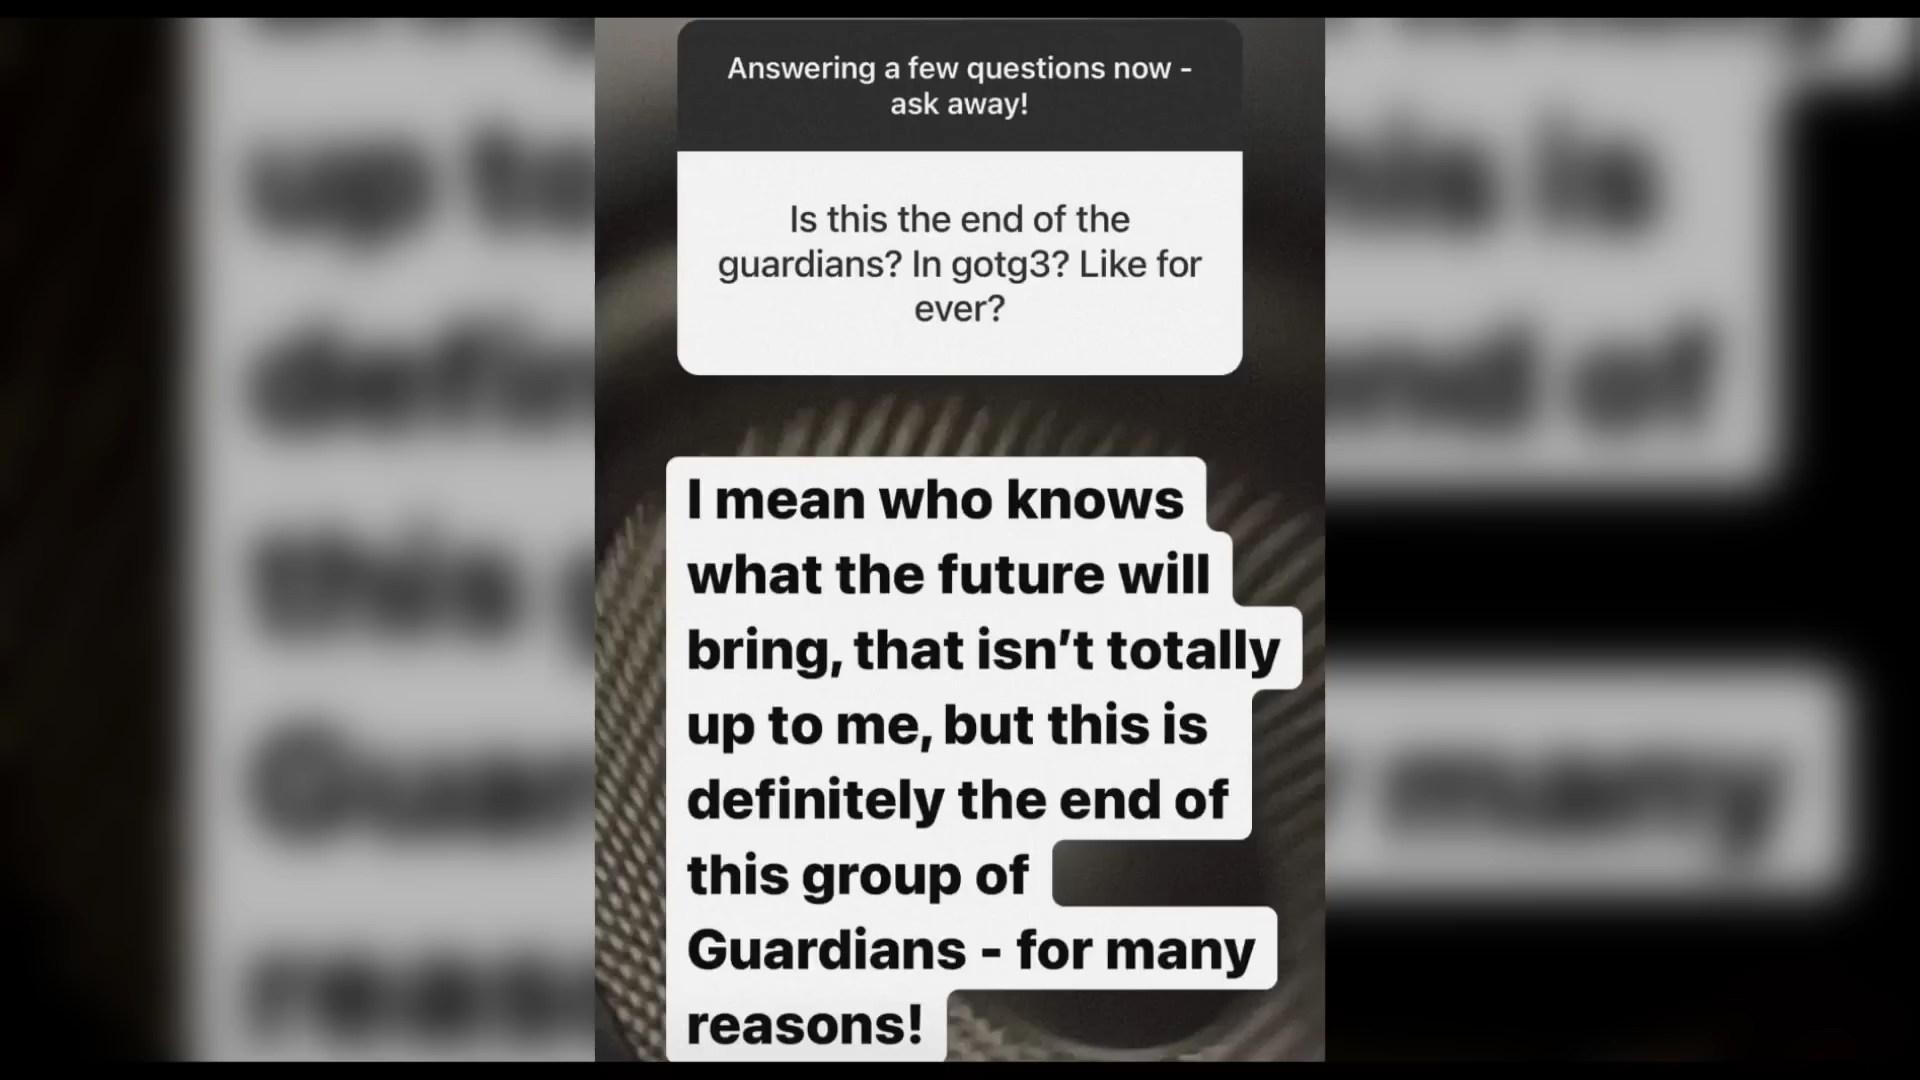 Answering a few questions now -
ask away!
Is this the end of the
guardians? In gotg3? Like for
ever?
I mean who knows
what the future will
bring, that isn’t totally
up to me, but this is
definitely the end of
this group of
Guardians - for many
reasons!